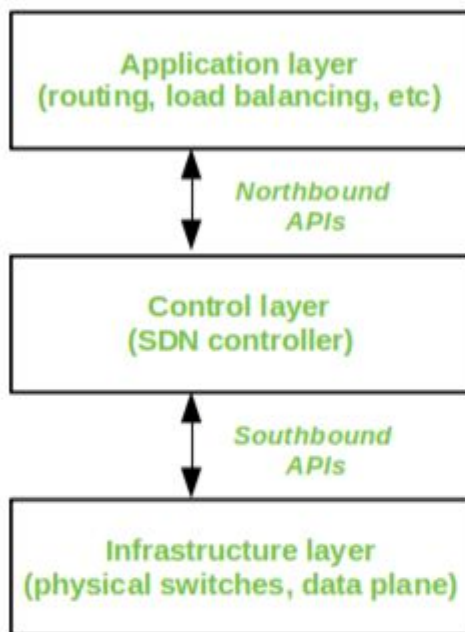 Application layer
(routing, load balancing, etc)
Northbound
APIs
Control layer
(SDN controller)
Southbound
APIs
Infrastructure layer
(physical switches, data plane)